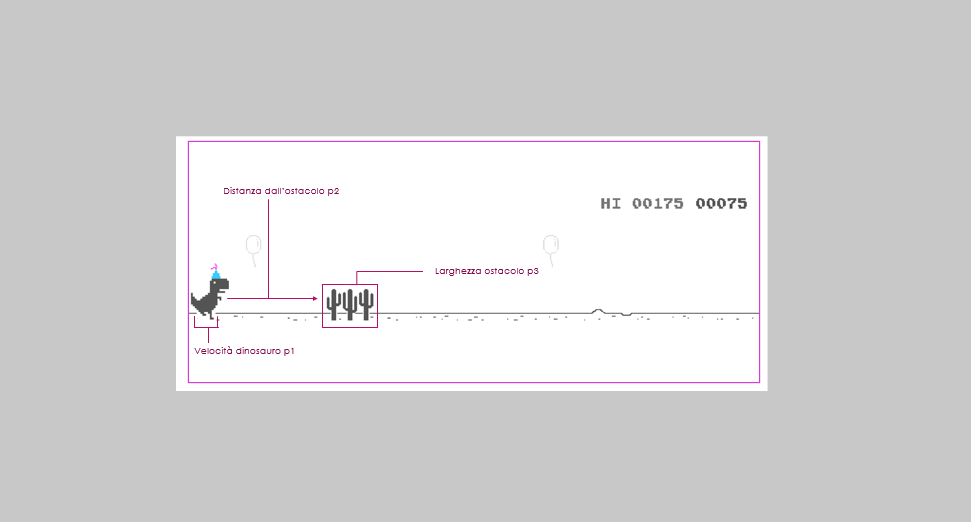 Distanza dall'ostacolo p2
HI 00175 00075
Larghezza ostacolo p3
Velocità dinosauro p1